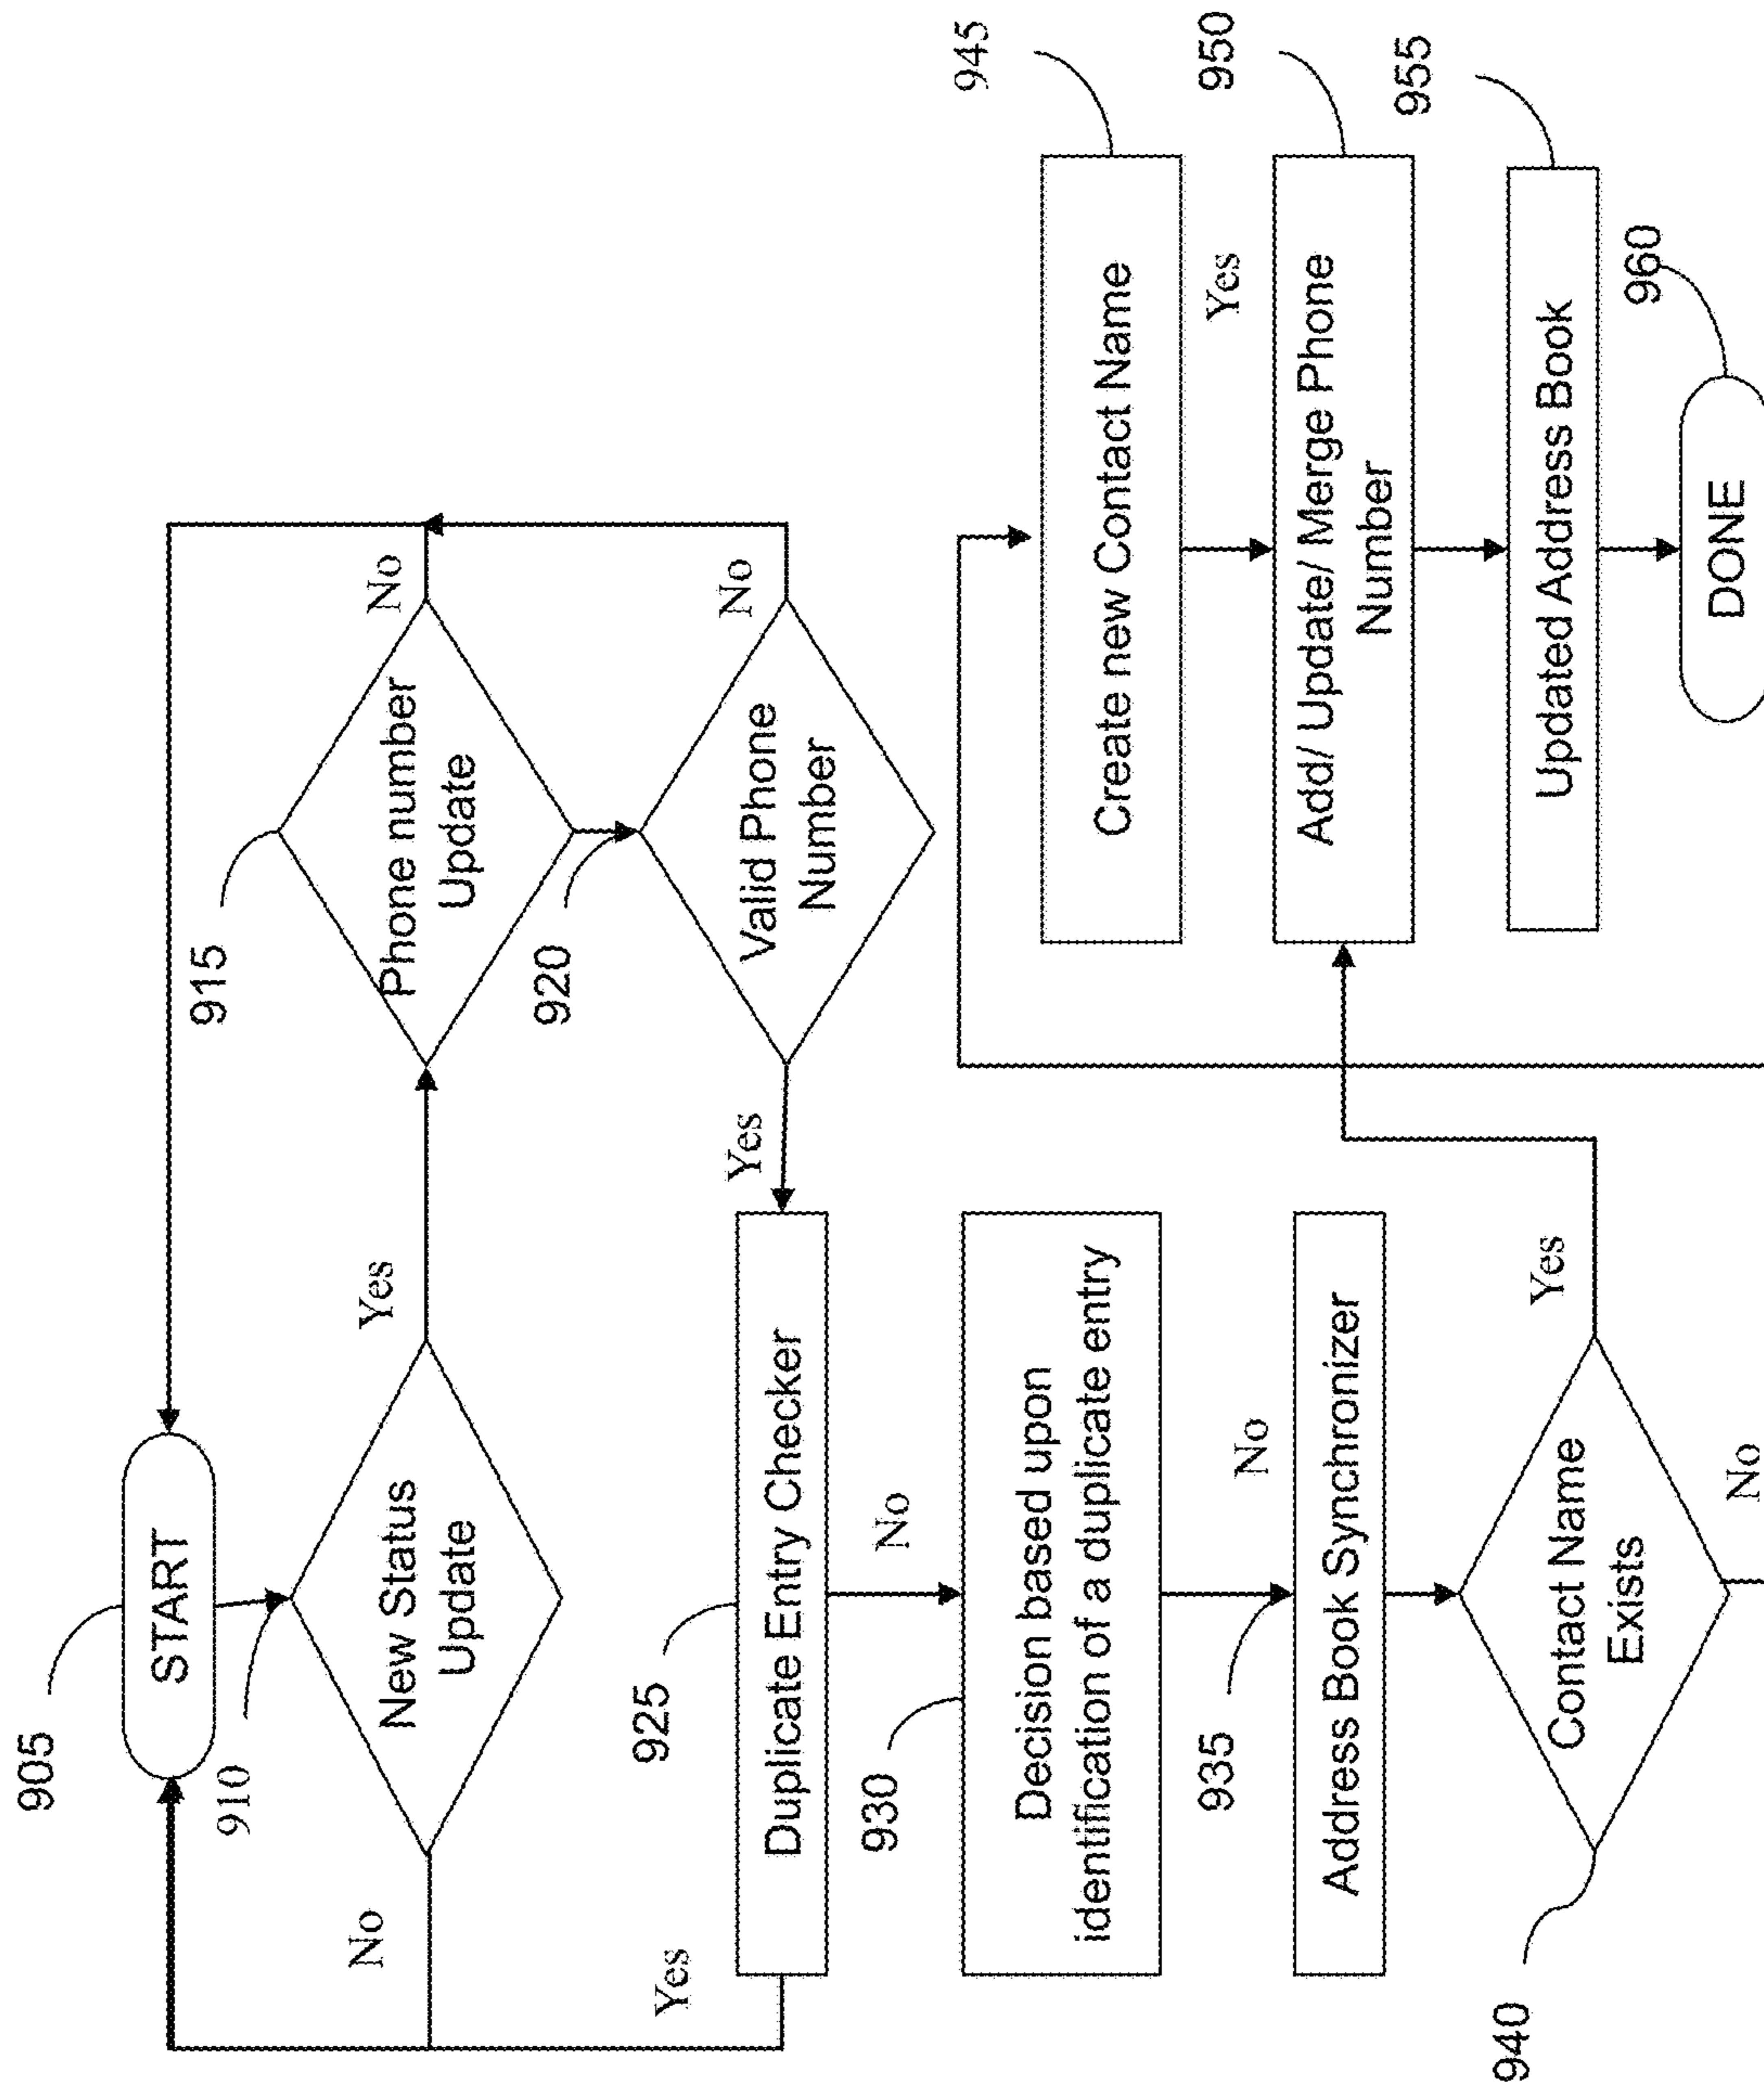 905
START
910
New Status
Update
No
Yes
915
Phone number
Update
No
920
Valid Phone
Number
No
Yes
925
Duplicate Entry Checker
Yes
No
930
Decision based upon
identification of a duplicate entry
No
935
Address Book Synchronizer
940
Contact Name
Exists
Yes
No
945
Create new Contact Name
Yes
950
Add/ Update/ Merge Phone
Number
955
Updated Address Book
960
DONE